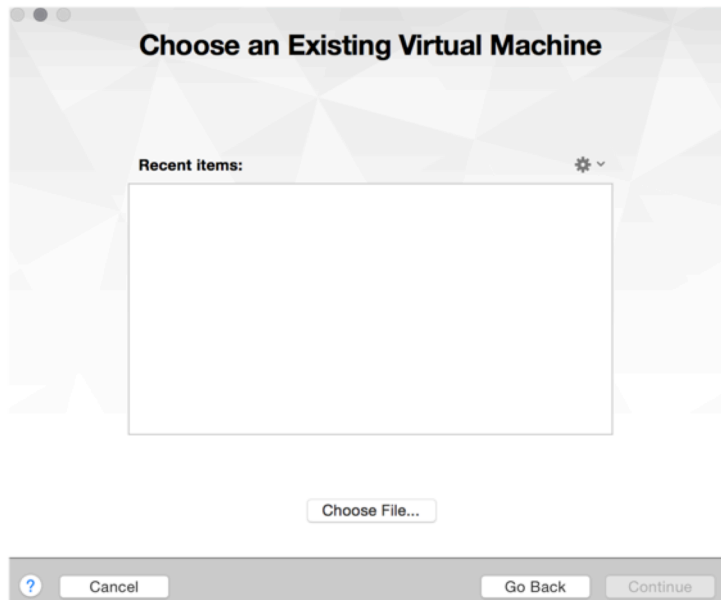 Choose an Existing Virtual Machine
Recent items:
Choose File...
?
Cancel
Go Back
Continue